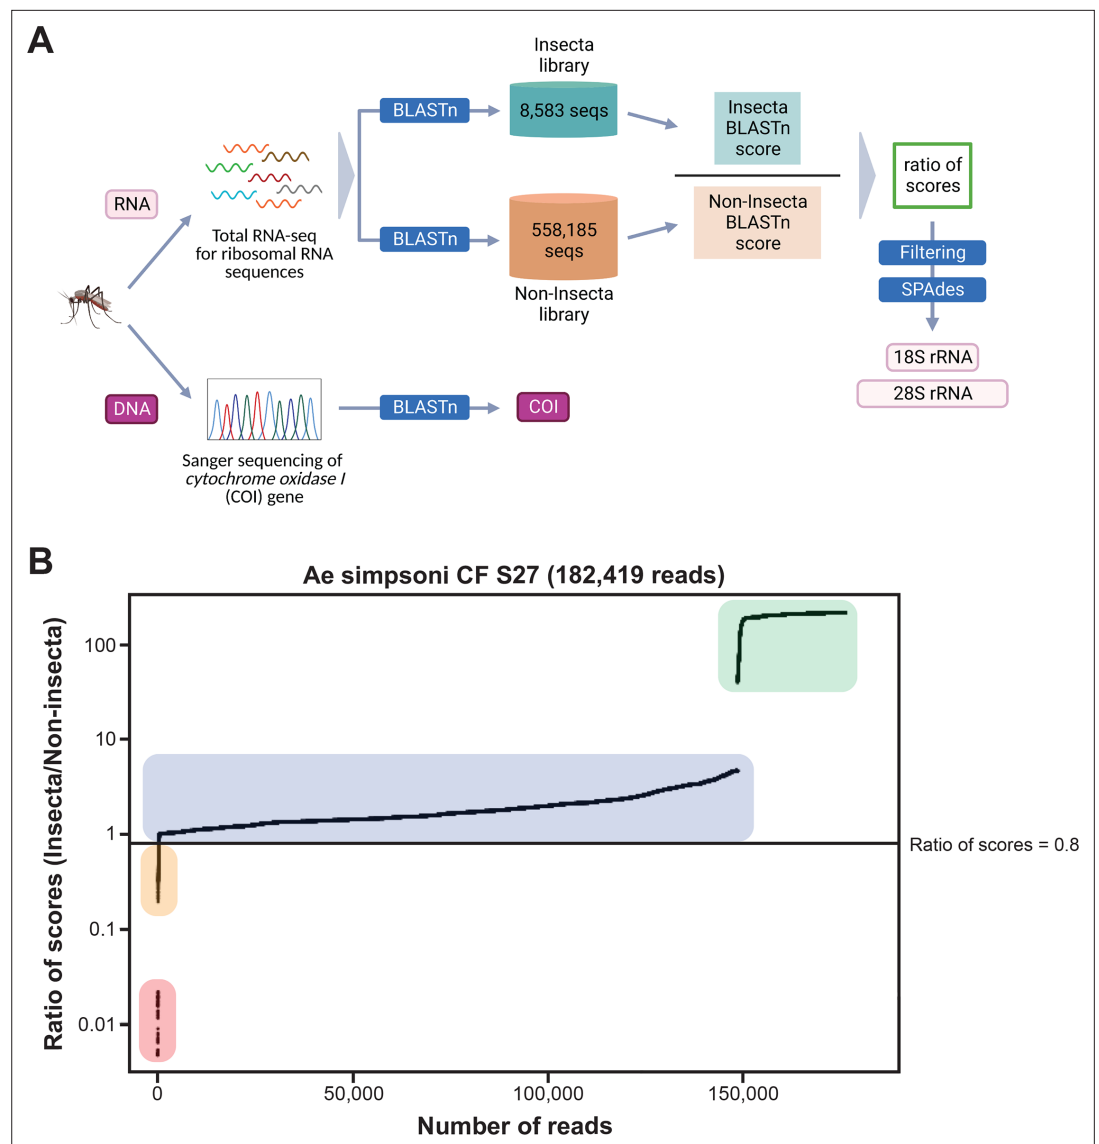 A
Insecta
library
BLASTn
8,583 seqs
Insecta
BLASTn
score
RNA
Total RNA-seq
for ribosomal RNA
sequences
BLASTn
558,185
seqs
Non-Insecta
library
Non-Insecta
BLASTn
score
ratio of
scores
Filtering
SPAdes
18S rRNA
28S rRNA
DNA
BLASTn
COI
Sanger sequencing of
cytochrome oxidase I
(COI) gene
B
Ae simpsoni CF S27 (182,419 reads)
Ratio of scores (Insecta/Non-insecta)
100
10
1
0.1
0.01
Ratio of scores = 0.8
0
50,000
100,000
150,000
Number of reads